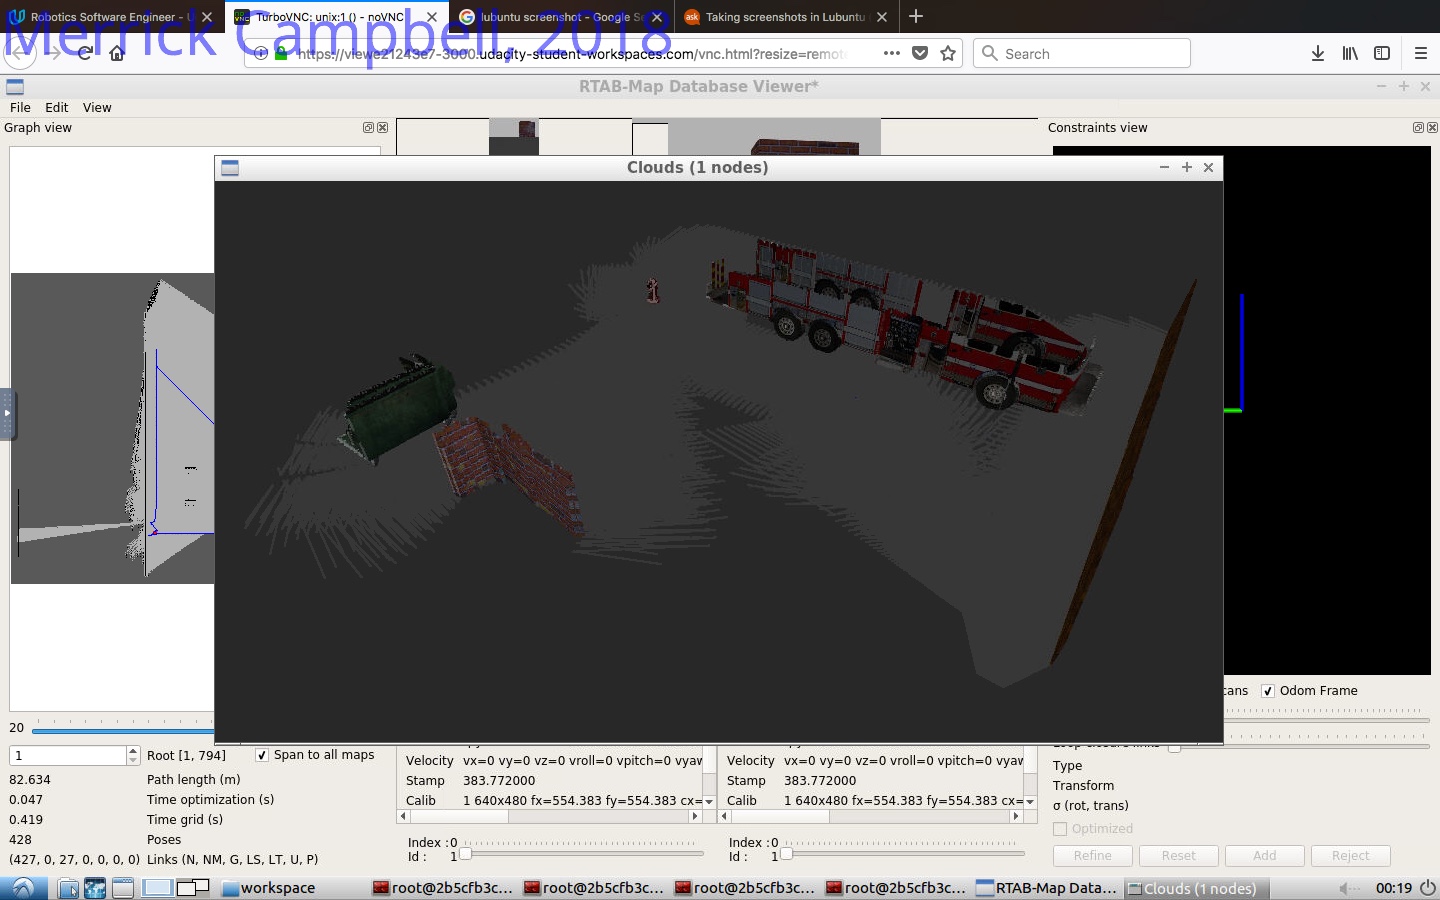 Robotics Software Engineer - U
TurboVNC: unix:1 () - noVNC
lubuntu screenshot - Google Se
Taking screenshots in Lubuntu
Merrick Campbell, 2018
https://viewe21243e7-3000.udacity-student-workspaces.com/vnc.html?resize=remot
Search
RTAB-Map Database Viewer*
File Edit View
Graph view
Constraints view
Clouds (1 nodes)
cans
Odom Frame
20
1
Root [1, 794]
Span to all maps
82.634 Path length (m)
0.047 Time optimization (s)
0.419 Time grid (s)
428 Poses
(427, 0, 27, 0, 0, 0, 0) Links (N, NM, G, LS, LT, U, P)
Velocity vx=0 vy=0 vz=0 vroll=0 vpitch=0 vyaw
Stamp 383.772000
Calib 1 640x480 fx=554.383 fy=554.383 cx=
Index : 0
Id : 1
Velocity vx=0 vy=0 vz=0 vroll=0 vpitch=0 vyaw
Stamp 383.772000
Calib 1 640x480 fx=554.383 fy=554.383 cx=
Index : 0
Id : 1
Type
Transform
σ (rot, trans)
Optimized
Refine Reset Add Reject
workspace
root@2b5cfb3c...
root@2b5cfb3c...
root@2b5cfb3c...
root@2b5cfb3c...
RTAB-Map Data...
Clouds (1 nodes)
00:19